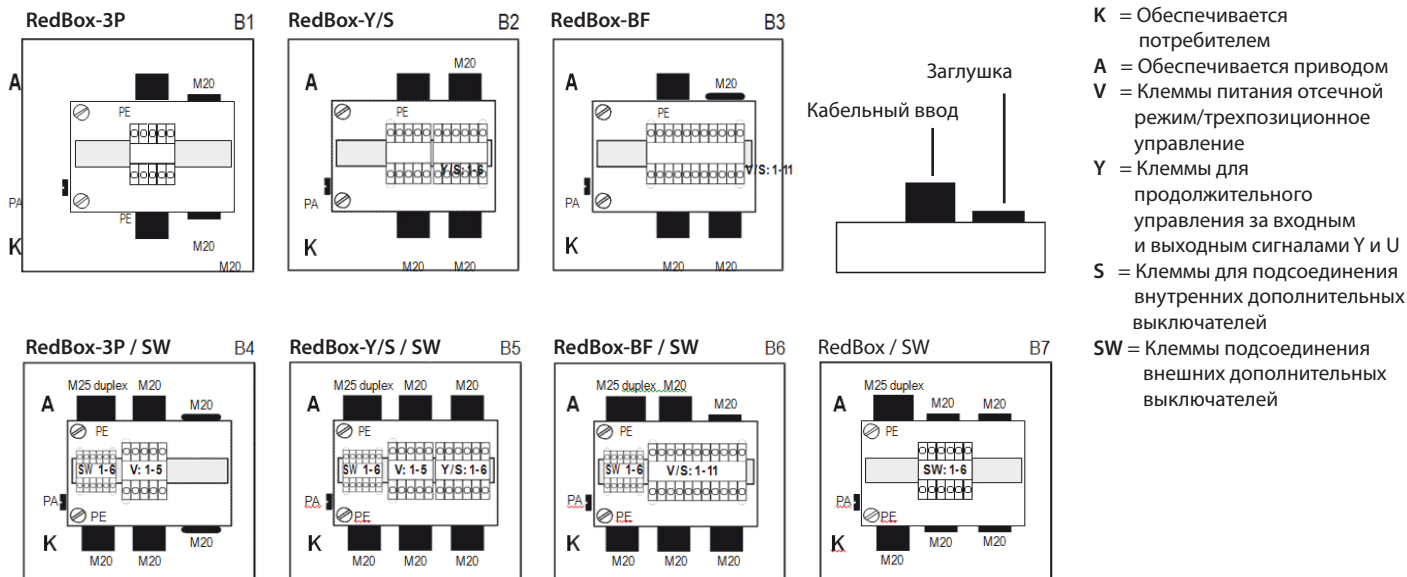 RedBox-3P B1
A
M20
PE
PA
PE
K
M20
M20
RedBox-Y/S B2
M20
A
PE
Y/S: 1-6
PA
K
M20 M20
RedBox-BF B3
A
M20
PE
V/S: 1-11
PA
K
M20 M20
Заглушка
Кабельный ввод
K = Обеспечивается
потребителем
A = Обеспечивается приводом
V = Клеммы питания отсечной
режим/трехпозиционное
управление
Y = Клеммы для
продолжительного
управления за входным
и выходным сигналами Y и U
S = Клеммы для подсоединения
внутренних дополнительных
выключателей
SW = Клеммы подсоединения
внешних дополнительных
выключателей
RedBox-3P / SW B4
M25 duplex M20
A
M20
PE
SW 1-6 V: 1-5
PA
PE
K
M20
M20 M20
RedBox-Y/S / SW B5
M25 duplex M20 M20
A
PE
SW 1-6 V: 1-5 Y/S: 1-6
PA
PE
K
M20 M20 M20
RedBox-BF / SW B6
M25 duplex M20
A
M20
PE
SW 1-6 V/S: 1-11
PA
PE
K
M20 M20 M20
RedBox / SW B7
M25 duplex
A
M20 M20
PE
SW: 1-6
PA
PE
K
M20 M20
M20